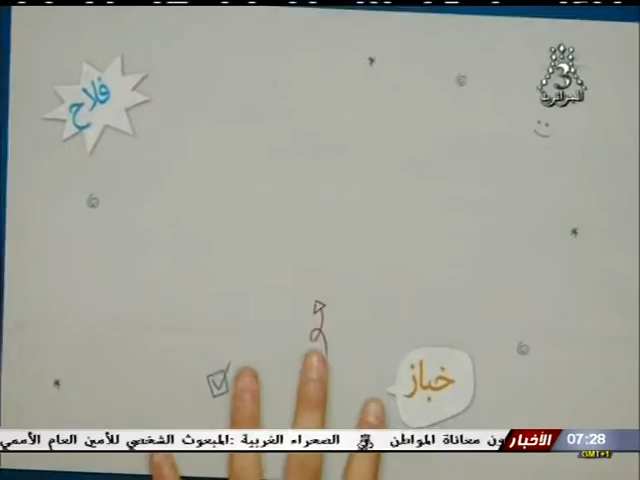 فلاح
3
الجزائرية
خباز
الأخبار
07:28
GMT+1
ون معاناة المواطن
الصحراء الغربية: المبعوث الشخصي للأمين العام الأممي